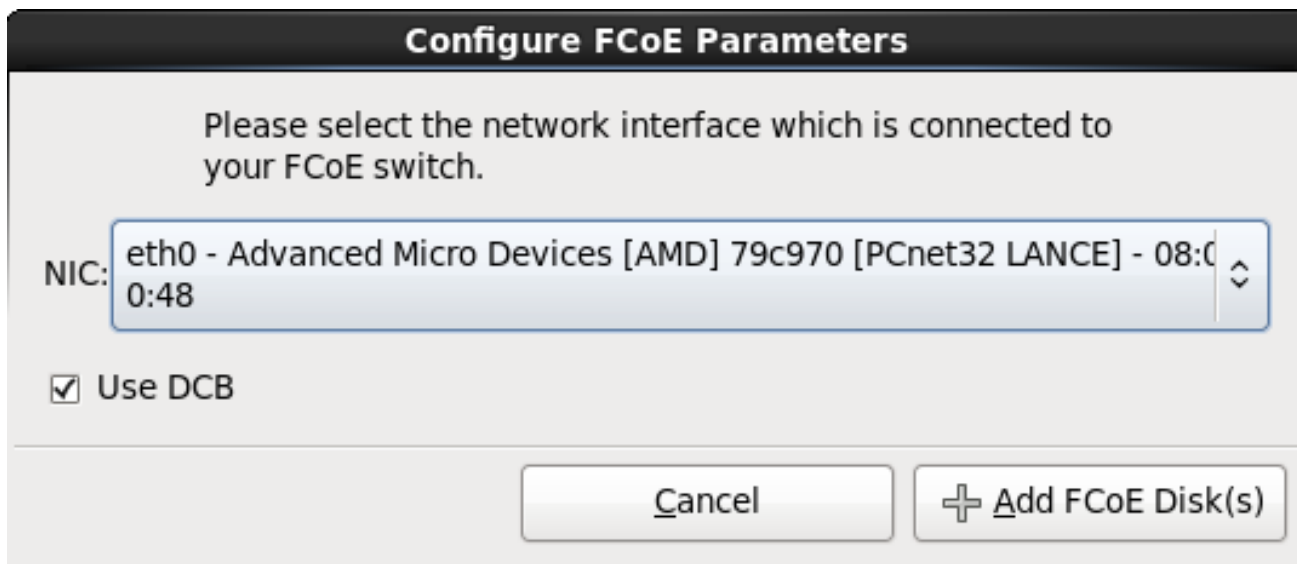 Configure FCoE Parameters
Please select the network interface which is connected to
your FCoE switch.
NIC:
eth0 - Advanced Micro Devices [AMD] 79c970 [PCnet32 LANCE] - 08:0
0:48
Use DCB
Cancel
Add FCoE Disk(s)